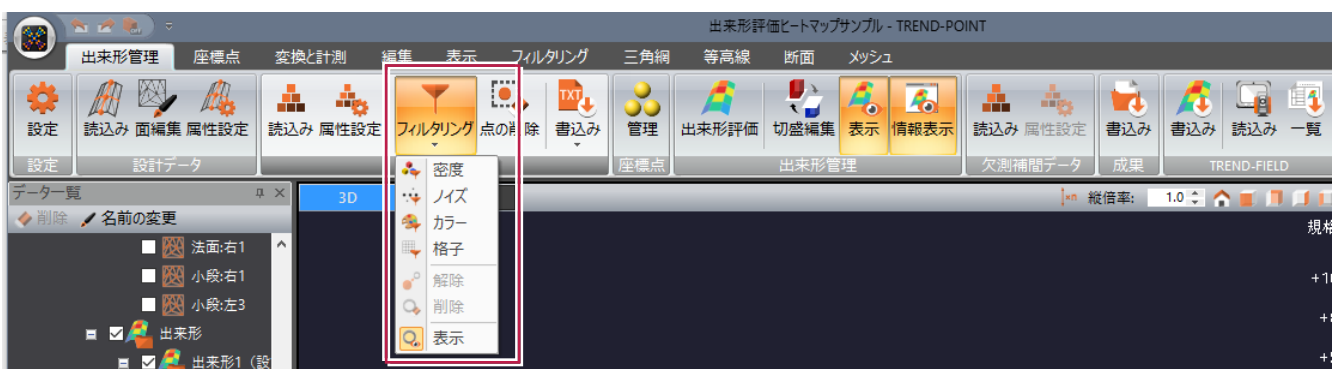 出来形評価ヒートマップサンプル - TREND-POINT
出来形管理 座標点 変換と計測 編集 表示 フィルタリング 三角網 等高線 断面 メッシュ
設定 読込み 面編集 属性設定 読込み 属性設定 フィルタリング 点の削除 TXT 書込み 管理 出来形評価 切盛編集 表示 情報表示 読込み 属性設定 書込み 書込み 読込み 一覧
設定 設計データ 座標点 出来形管理 欠測補間データ 成果 TREND-FIELD
データ一覧
3D
縦倍率: 1.0
削除 名前の変更
密度
ノイズ
カラー
格子
解除
削除
表示
法面:右1
小段:右1
小段:左3
出来形
出来形1 (設
規格